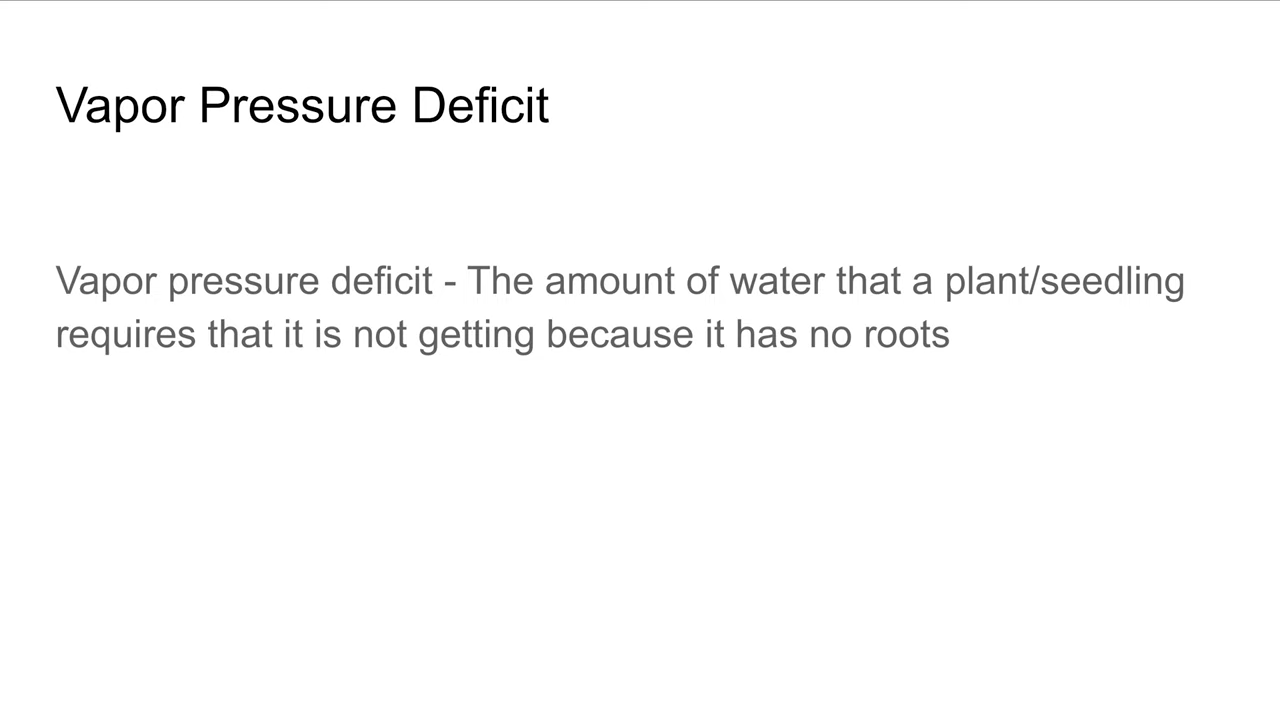 Vapor Pressure Deficit
Vapor pressure deficit - The amount of water that a plant/seedling
requires that it is not getting because it has no roots